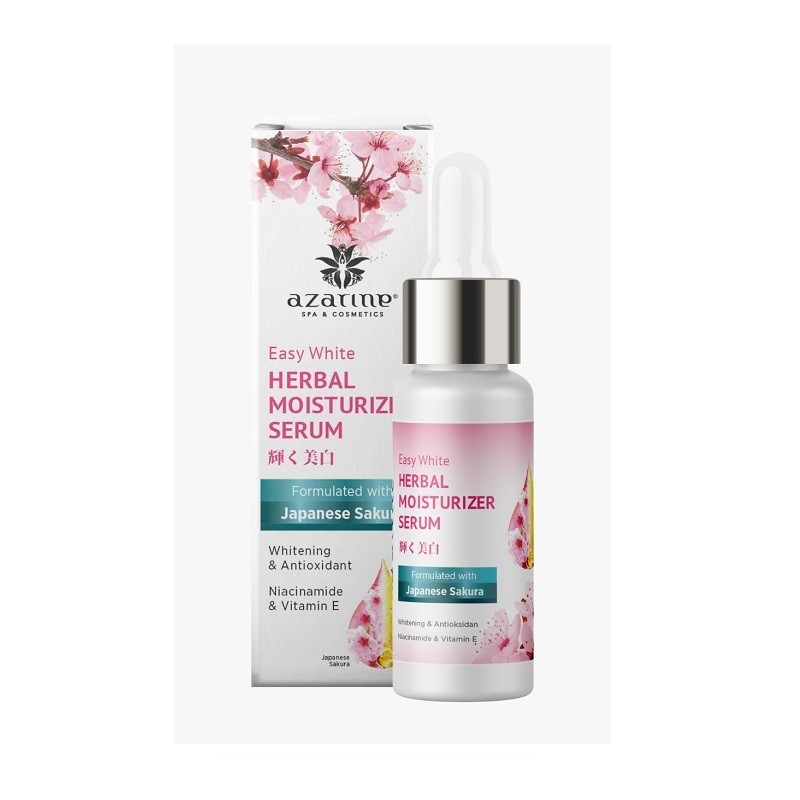 azarine®
SPA & COSMETICS
Easy White
HERBAL
MOISTURIZI
SERUM
輝く美白
Formulated with
Japanese Saku
Whitening
& Antioxidant
Niacinamide
& Vitamin E
Japanese
Sakura
Easy White
HERBAL
MOISTURIZER
SERUM
輝く美白
Formulated with
Japanese Sakura
Whitening & Antioksidan
Niacinamide & Vitamin E